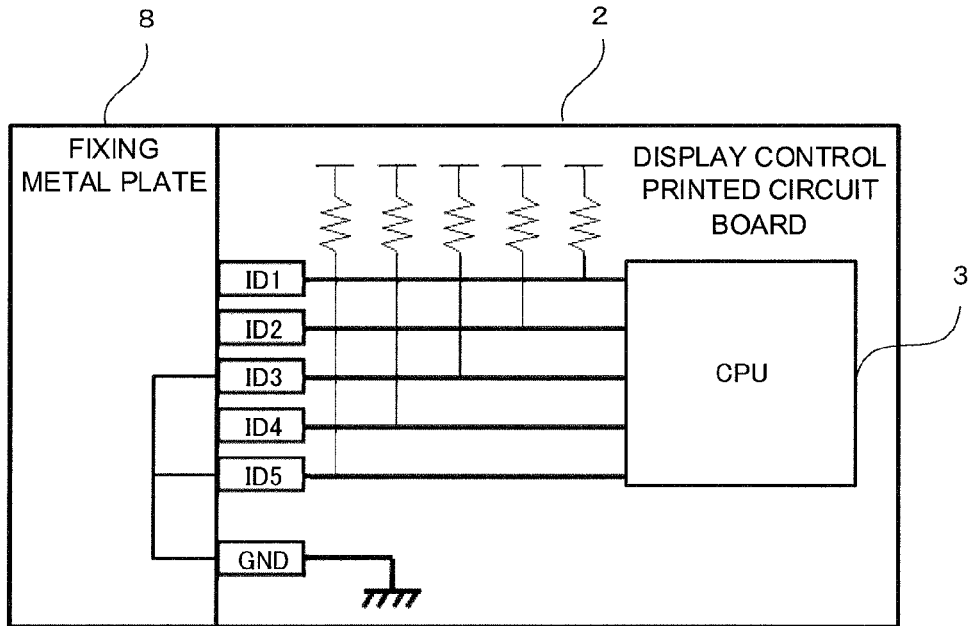 8
2
FIXING
METAL PLATE
DISPLAY CONTROL
PRINTED CIRCUIT
BOARD
ID1
ID2
ID3
ID4
ID5
GND
CPU
3